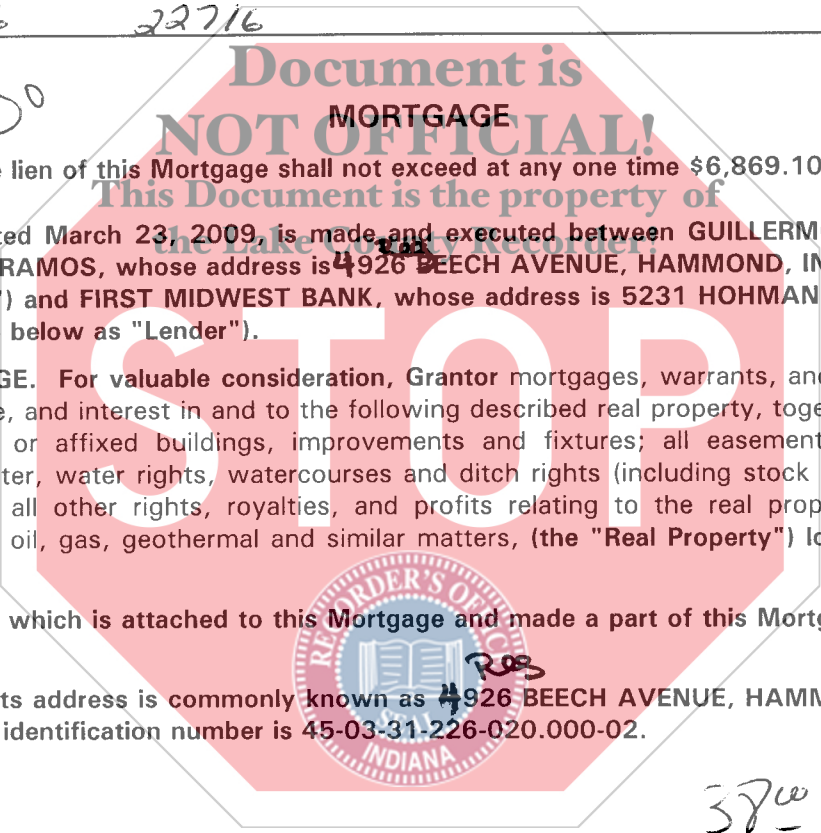 22716
Document is
MORTGAGE
NOT OFFICIAL!
lien of this Mortgage shall not exceed at any one time $6,869.10
This Document is the property of
ted March 23, 2009, is made and executed between GUILLERM
the Lake County Recorder!
RAMOS, whose address is 4926 BEECH AVENUE, HAMMOND, IN
") and FIRST MIDWEST BANK, whose address is 5231 HOHMAN
below as "Lender").
GE. For valuable consideration, Grantor mortgages, warrants, and
e, and interest in and to the following described real property, toge
or affixed buildings, improvements and fixtures; all easement
ter, water rights, watercourses and ditch rights (including stock
all other rights, royalties, and profits relating to the real prop
oil, gas, geothermal and similar matters, (the "Real Property") lo
STOP
which is attached to this Mortgage and made a part of this Mortg
RECORDER'S OFFICE
ts address is commonly known as 4926 BEECH AVENUE, HAMM
SEAL
identification number is 45-03-31-226-020.000-02.
INDIANA
38